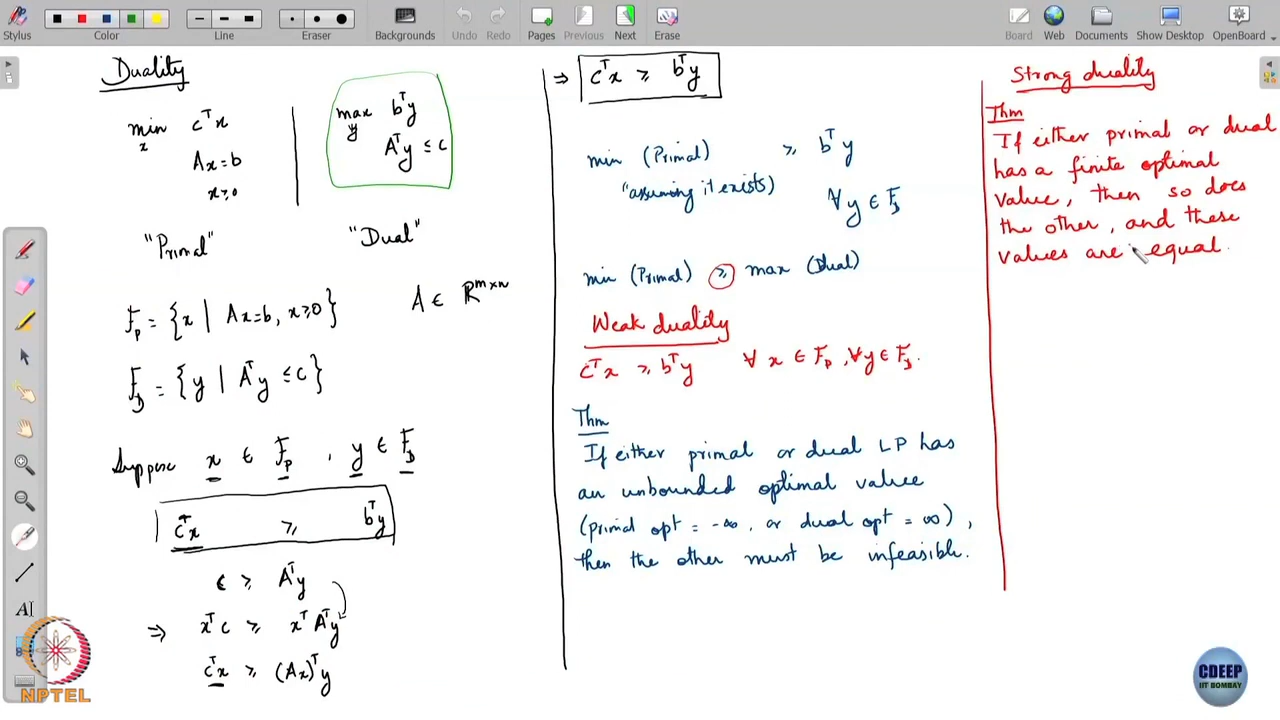 Stylus
Color
Line
Eraser
Backgrounds
Undo
Redo
Pages
Previous
Next
Erase
Board
Web
Documents
Show Desktop
OpenBoard
Duality
min cᵀx
x
Ax=b
x≥0
"Primal"
max bᵀy
y
Aᵀy ≤ c
"Dual"
F_P = {x | Ax=b, x≥0}
A ∈ ℝ^{m×n}
F_D = {y | Aᵀy ≤ c}
Suppose x ∈ F_P , y ∈ F_D
cᵀx ≥ bᵀy
c ≥ Aᵀy
⇒ xᵀc ≥ xᵀAᵀy
cᵀx ≥ (Ax)ᵀy
⇒ cᵀx ≥ bᵀy
min (Primal) ≥ bᵀy
"assuming it exists)
∀ y ∈ F_D
min (Primal) ≥ max (Dual)
Weak duality
cᵀx ≥ bᵀy ∀ x ∈ F_P, ∀y ∈ F_D.
Thm
If either primal or dual LP has
an unbounded optimal value
(primal opt = -∞, or dual opt = ∞),
then the other must be infeasible.
Strong duality
Thm
If either primal or dual
has a finite optimal
value, then so does
the other, and these
values are equal.
NPTEL
CDEEP
IIT BOMBAY